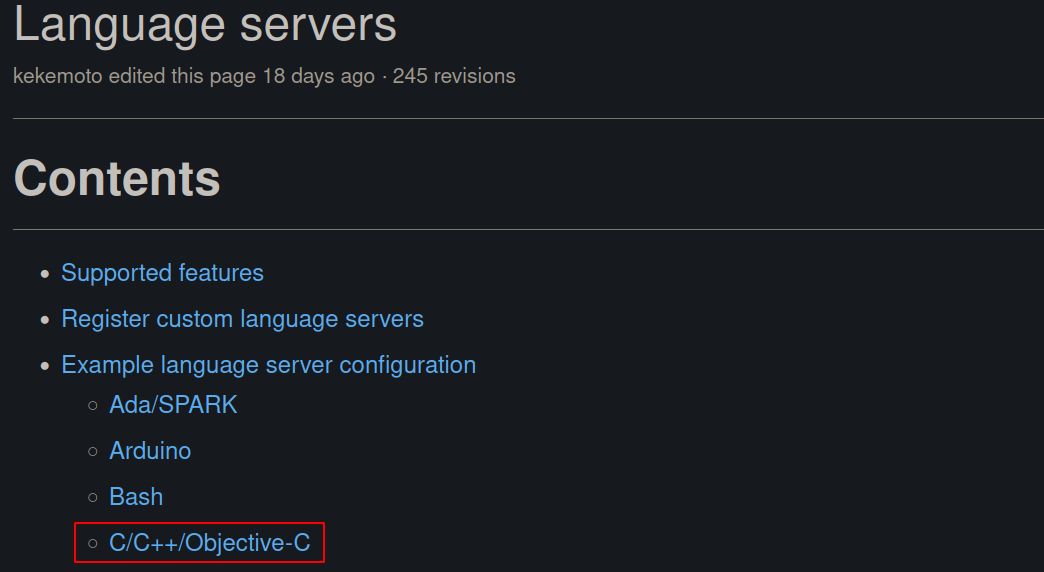 Language servers
kekemoto edited this page 18 days ago · 245 revisions
Contents
Supported features
Register custom language servers
Example language server configuration
Ada/SPARK
Arduino
Bash
C/C++/Objective-C